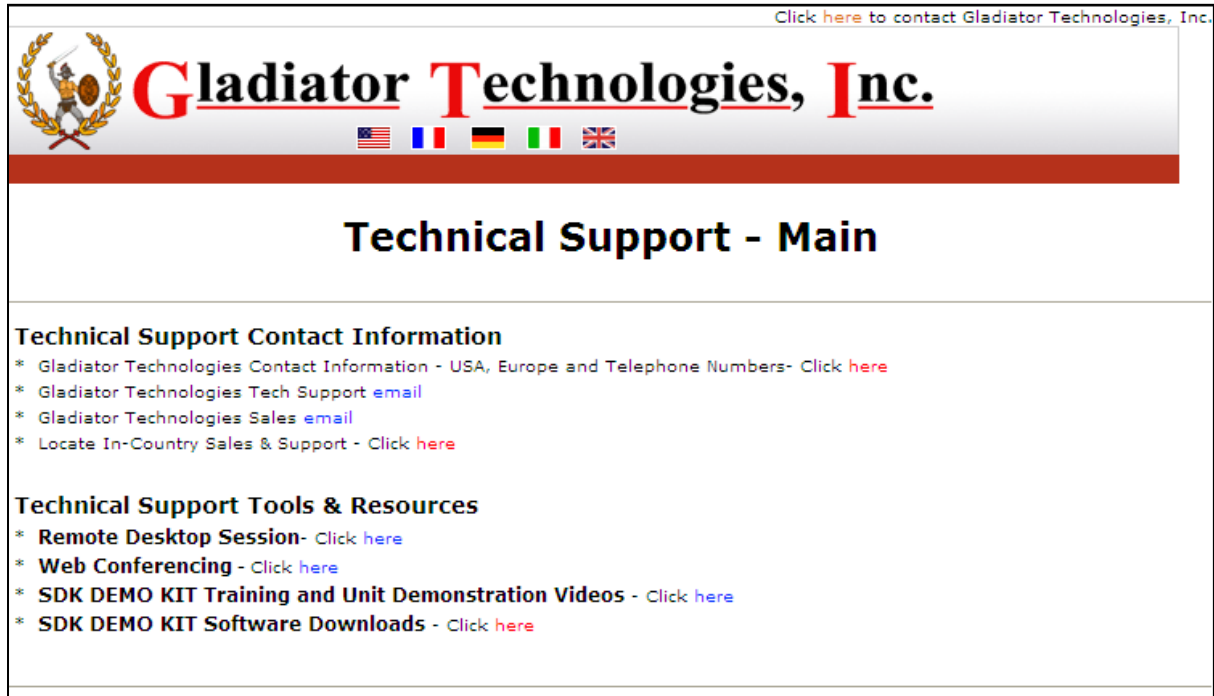 Click here to contact Gladiator Technologies, Inc.
Gladiator Technologies, Inc.
Technical Support - Main
Technical Support Contact Information
* Gladiator Technologies Contact Information - USA, Europe and Telephone Numbers- Click here
* Gladiator Technologies Tech Support email
* Gladiator Technologies Sales email
* Locate In-Country Sales & Support - Click here
Technical Support Tools & Resources
* Remote Desktop Session- Click here
* Web Conferencing - Click here
* SDK DEMO KIT Training and Unit Demonstration Videos - Click here
* SDK DEMO KIT Software Downloads - Click here